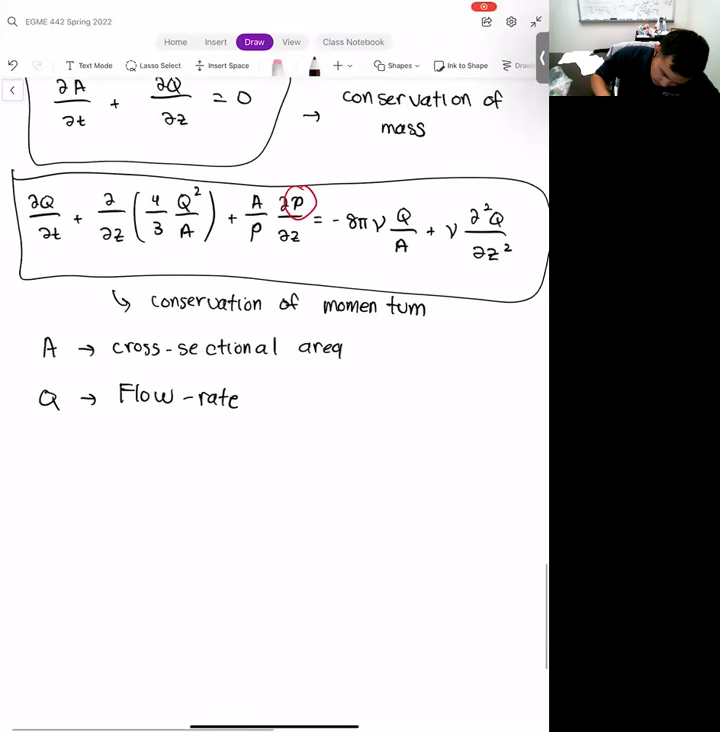 EGME 442 Spring 2022
Home Insert Draw View Class Notebook
Text Mode Lasso Select Insert Space Shapes Ink to Shape Drawi
∂A/∂t + ∂Q/∂z = 0 → conservation of
mass
∂Q/∂t + ∂/∂z (4/3 Q²/A) + A/ρ ∂p/∂z = - 8πν Q/A + ν ∂²Q/∂z²
↳ conservation of momentum
A → cross-sectional area
Q → Flow-rate